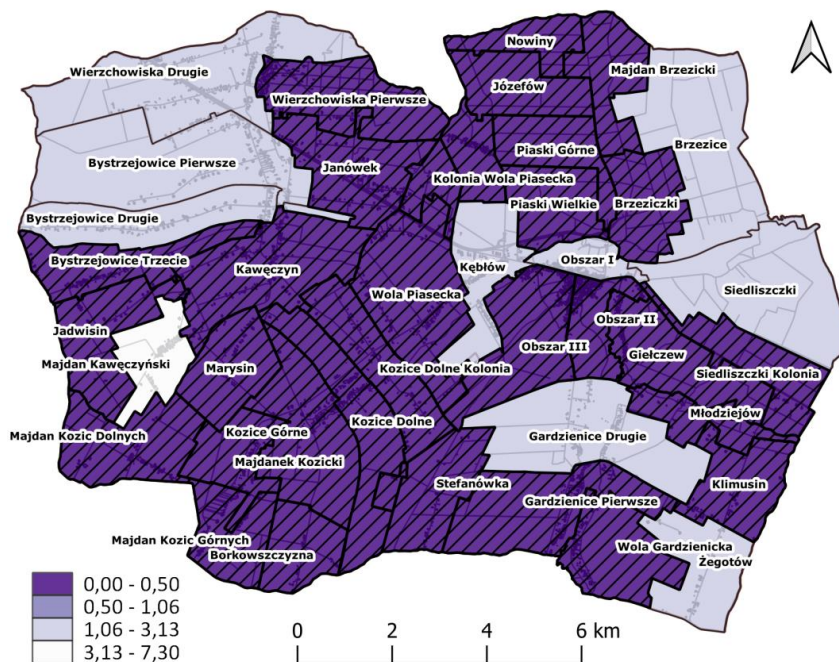 Nowiny
Wierzchowiska Drugie
Majdan Brzezicki
Józefów
Wierzchowiska Pierwsze
Brzezice
Piaski Górne
Bystrzejowice Pierwsze
Janówek
Kolonia Wola Piasecka
Piaski Wielkie
Brzeziczki
Bystrzejowice Drugie
Bystrzejowice Trzecie
Kawęczyn
Kębłów
Obszar I
Siedliszczki
Wola Piasecka
Jadwisin
Obszar II
Obszar III
Giełczew
Majdan Kawęczyński
Marysin
Kozice Dolne Kolonia
Siedliszczki Kolonia
Młodziejów
Majdan Kozic Dolnych
Kozice Górne
Kozice Dolne
Gardzienice Drugie
Majdanek Kozicki
Stefanówka
Klimusin
Gardzienice Pierwsze
Majdan Kozic Górnych
Borkowszczyzna
Wola Gardzienicka
Żegotów
0,00 - 0,50
0,50 - 1,06
1,06 - 3,13
3,13 - 7,30
0 2 4 6 km